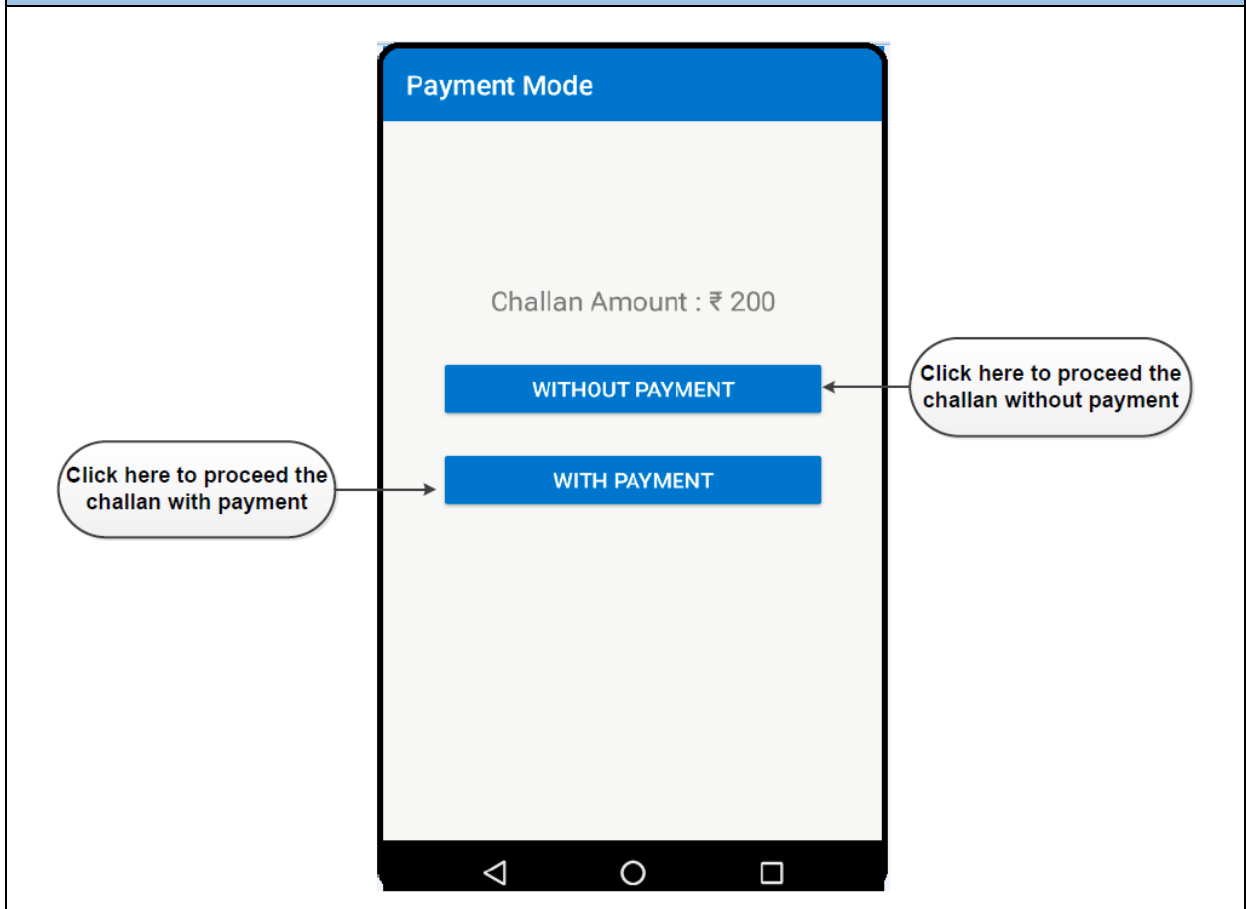 Payment Mode
Challan Amount : ₹ 200
WITHOUT PAYMENT
Click here to proceed the
challan without payment
Click here to proceed the
challan with payment
WITH PAYMENT